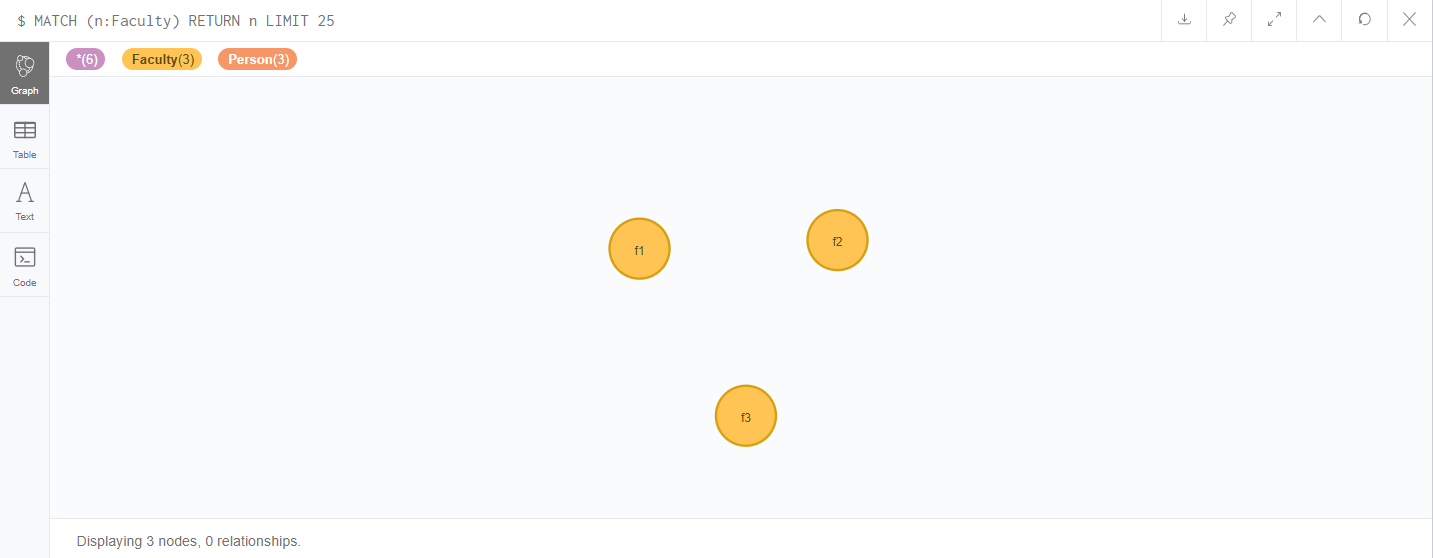 $ MATCH (n:Faculty) RETURN n LIMIT 25
*(6) Faculty(3) Person(3)
Graph
Table
Text
Code
f1
f2
f3
Displaying 3 nodes, 0 relationships.